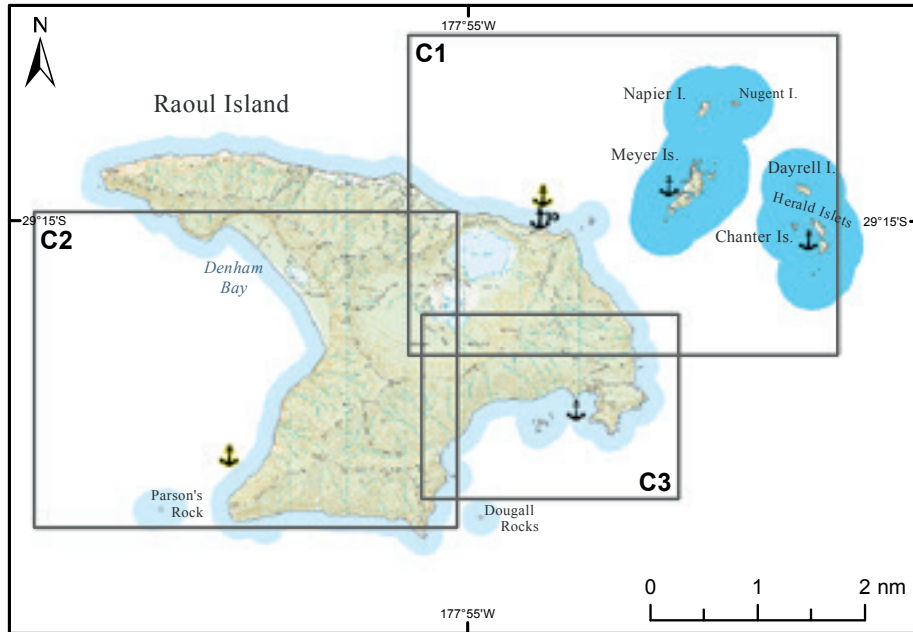 177°55'W
N
C1
Napier I.
Nugent I.
Raoul Island
Meyer Is.
Dayrell I.
Herald Islets
29°15'S
29°15'S
Chanter Is.
C2
Denham
Bay
C3
Parson's
Rock
Dougall
Rocks
0 1 2 nm
177°55'W